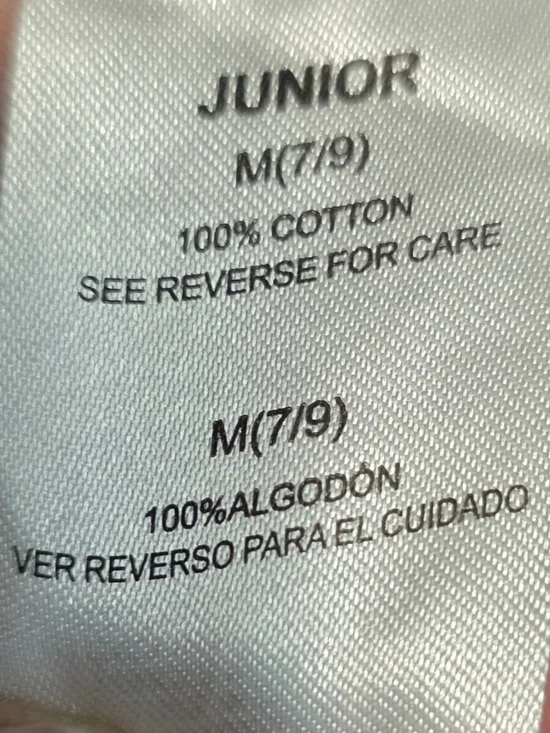 JUNIOR
M(7/9)
100% COTTON
SEE REVERSE FOR CARE
M(7/9)
100%ALGODÓN
VER REVERSO PARA EL CUIDADO